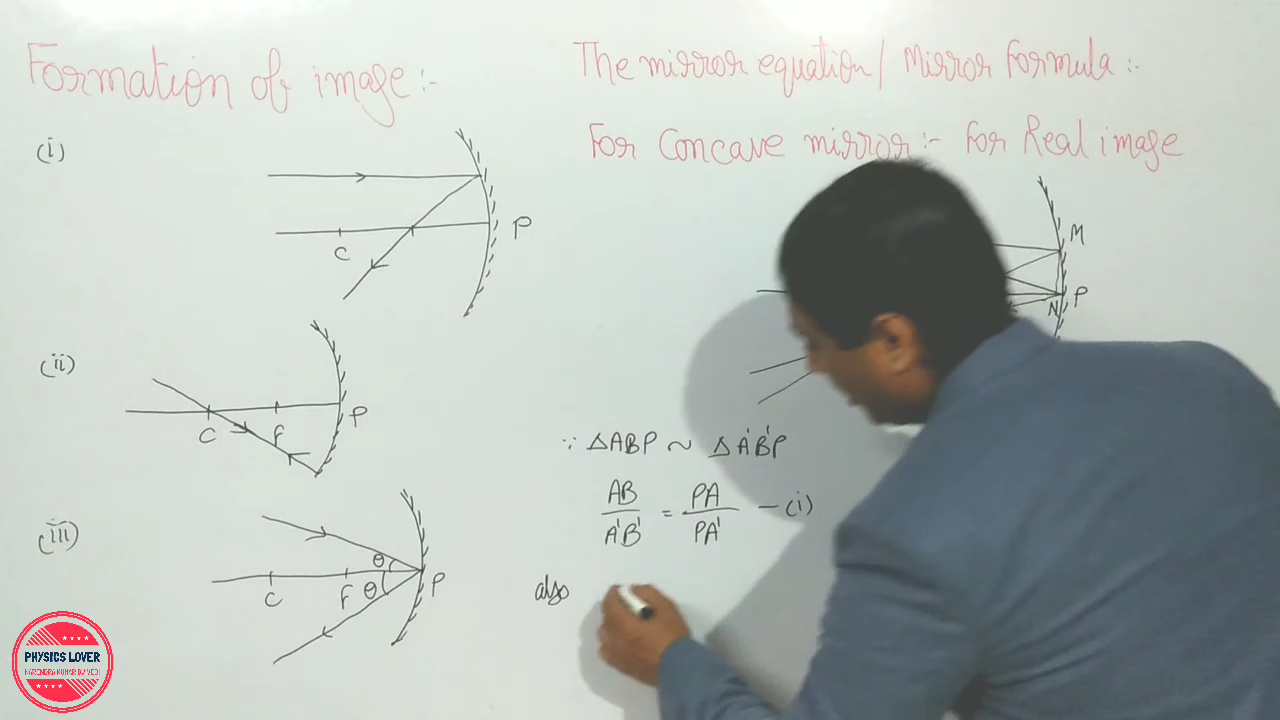 Formation of image:-
(i)
C
P
(ii)
C
F
P
(iii)
θ
θ
C
F
P
The mirror equation / Mirror formula :-
For Concave mirror:- For Real image
M
P
N
∵ ΔABP ~ ΔA'B'P
AB/A'B' = PA/PA' – (i)
also
PHYSICS LOVER